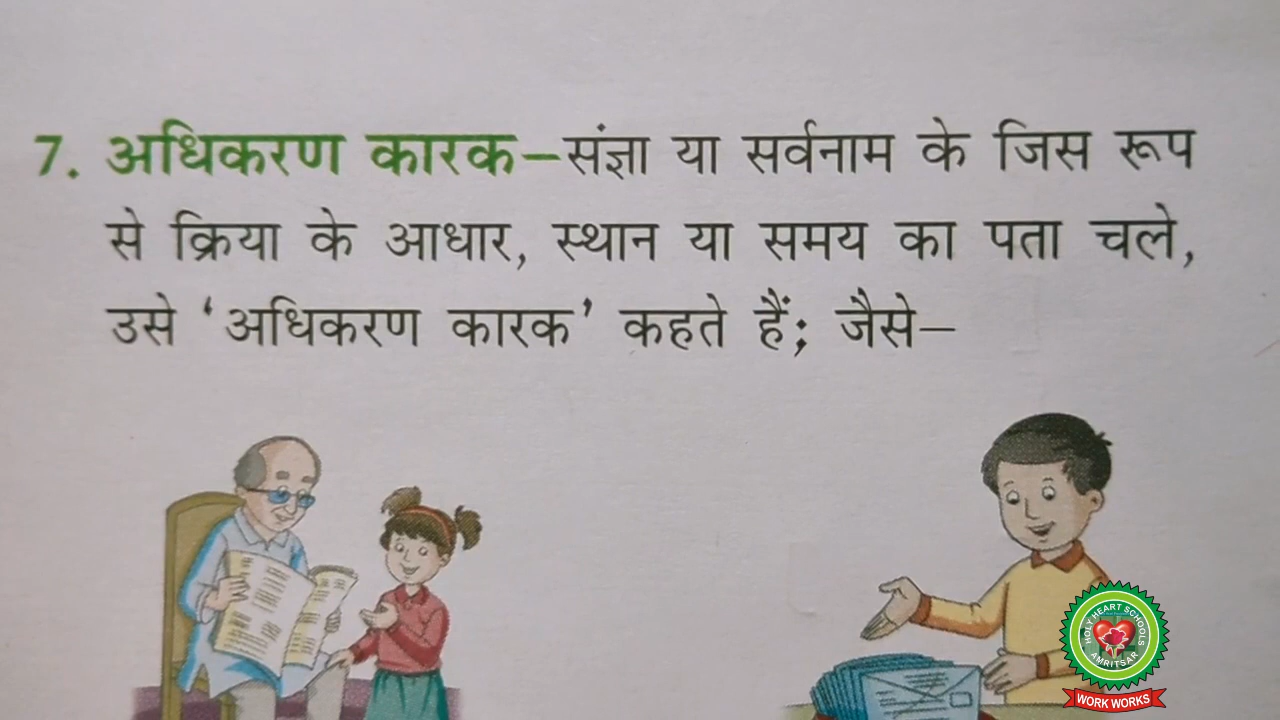 7. अधिकरण कारक–संज्ञा या सर्वनाम के जिस रूप
से क्रिया के आधार, स्थान या समय का पता चले,
उसे ‘अधिकरण कारक’ कहते हैं; जैसे–
HOLY HEART SCHOOLS
AMRITSAR
WORK WORKS